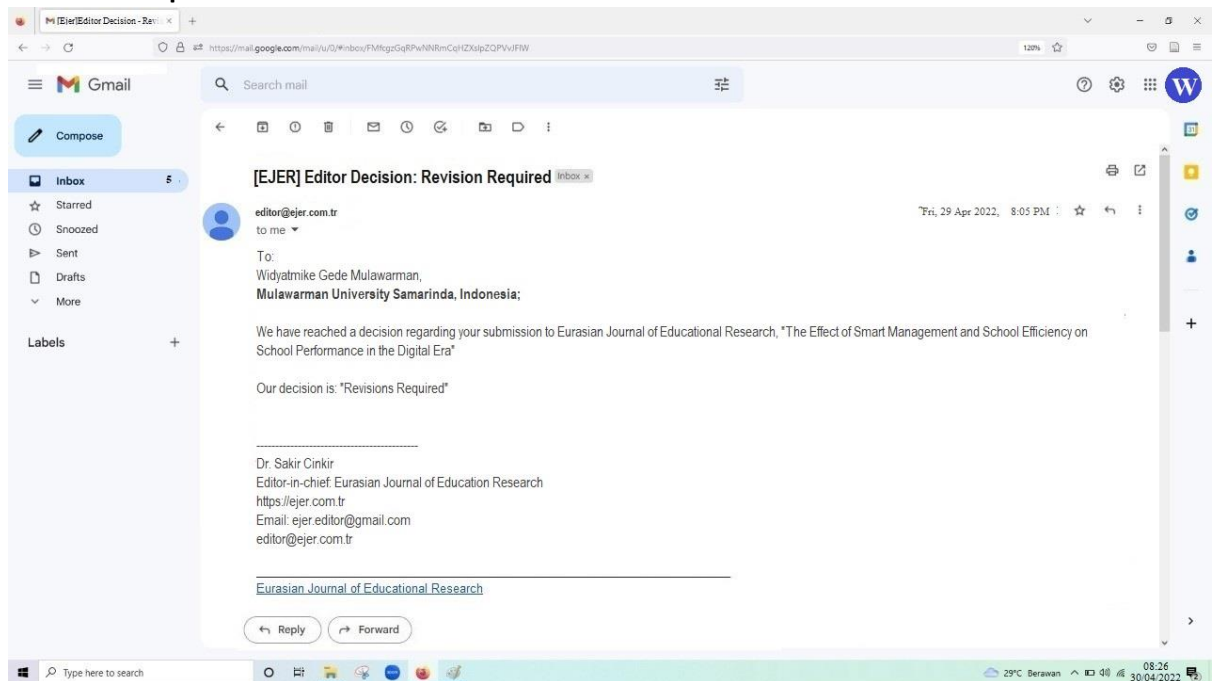 M [Ejer]Editor Decision - Revis ×
https://mail.google.com/mail/u/0/#inbox/
120%
Gmail
Search mail
W
Compose
31
[EJER] Editor Decision: Revision Required Inbox ×
Inbox 5
Starred
Snoozed
Sent
Drafts
More
Labels +
editor@ejer.com.tr
Fri, 29 Apr 2022, 8:05 PM
to me
To:
Widyatmike Gede Mulawarman,
Mulawarman University Samarinda, Indonesia;
We have reached a decision regarding your submission to Eurasian Journal of Educational Research, "The Effect of Smart Management and School Efficiency on
School Performance in the Digital Era"
Our decision is: "Revisions Required"
------------------------------------------
Dr. Sakir Cinkir
Editor-in-chief: Eurasian Journal of Education Research
https://ejer.com.tr
Email: ejer.editor@gmail.com
editor@ejer.com.tr
Eurasian Journal of Educational Research
Reply
Forward
Type here to search
29°C Berawan
08:26
30/04/2022